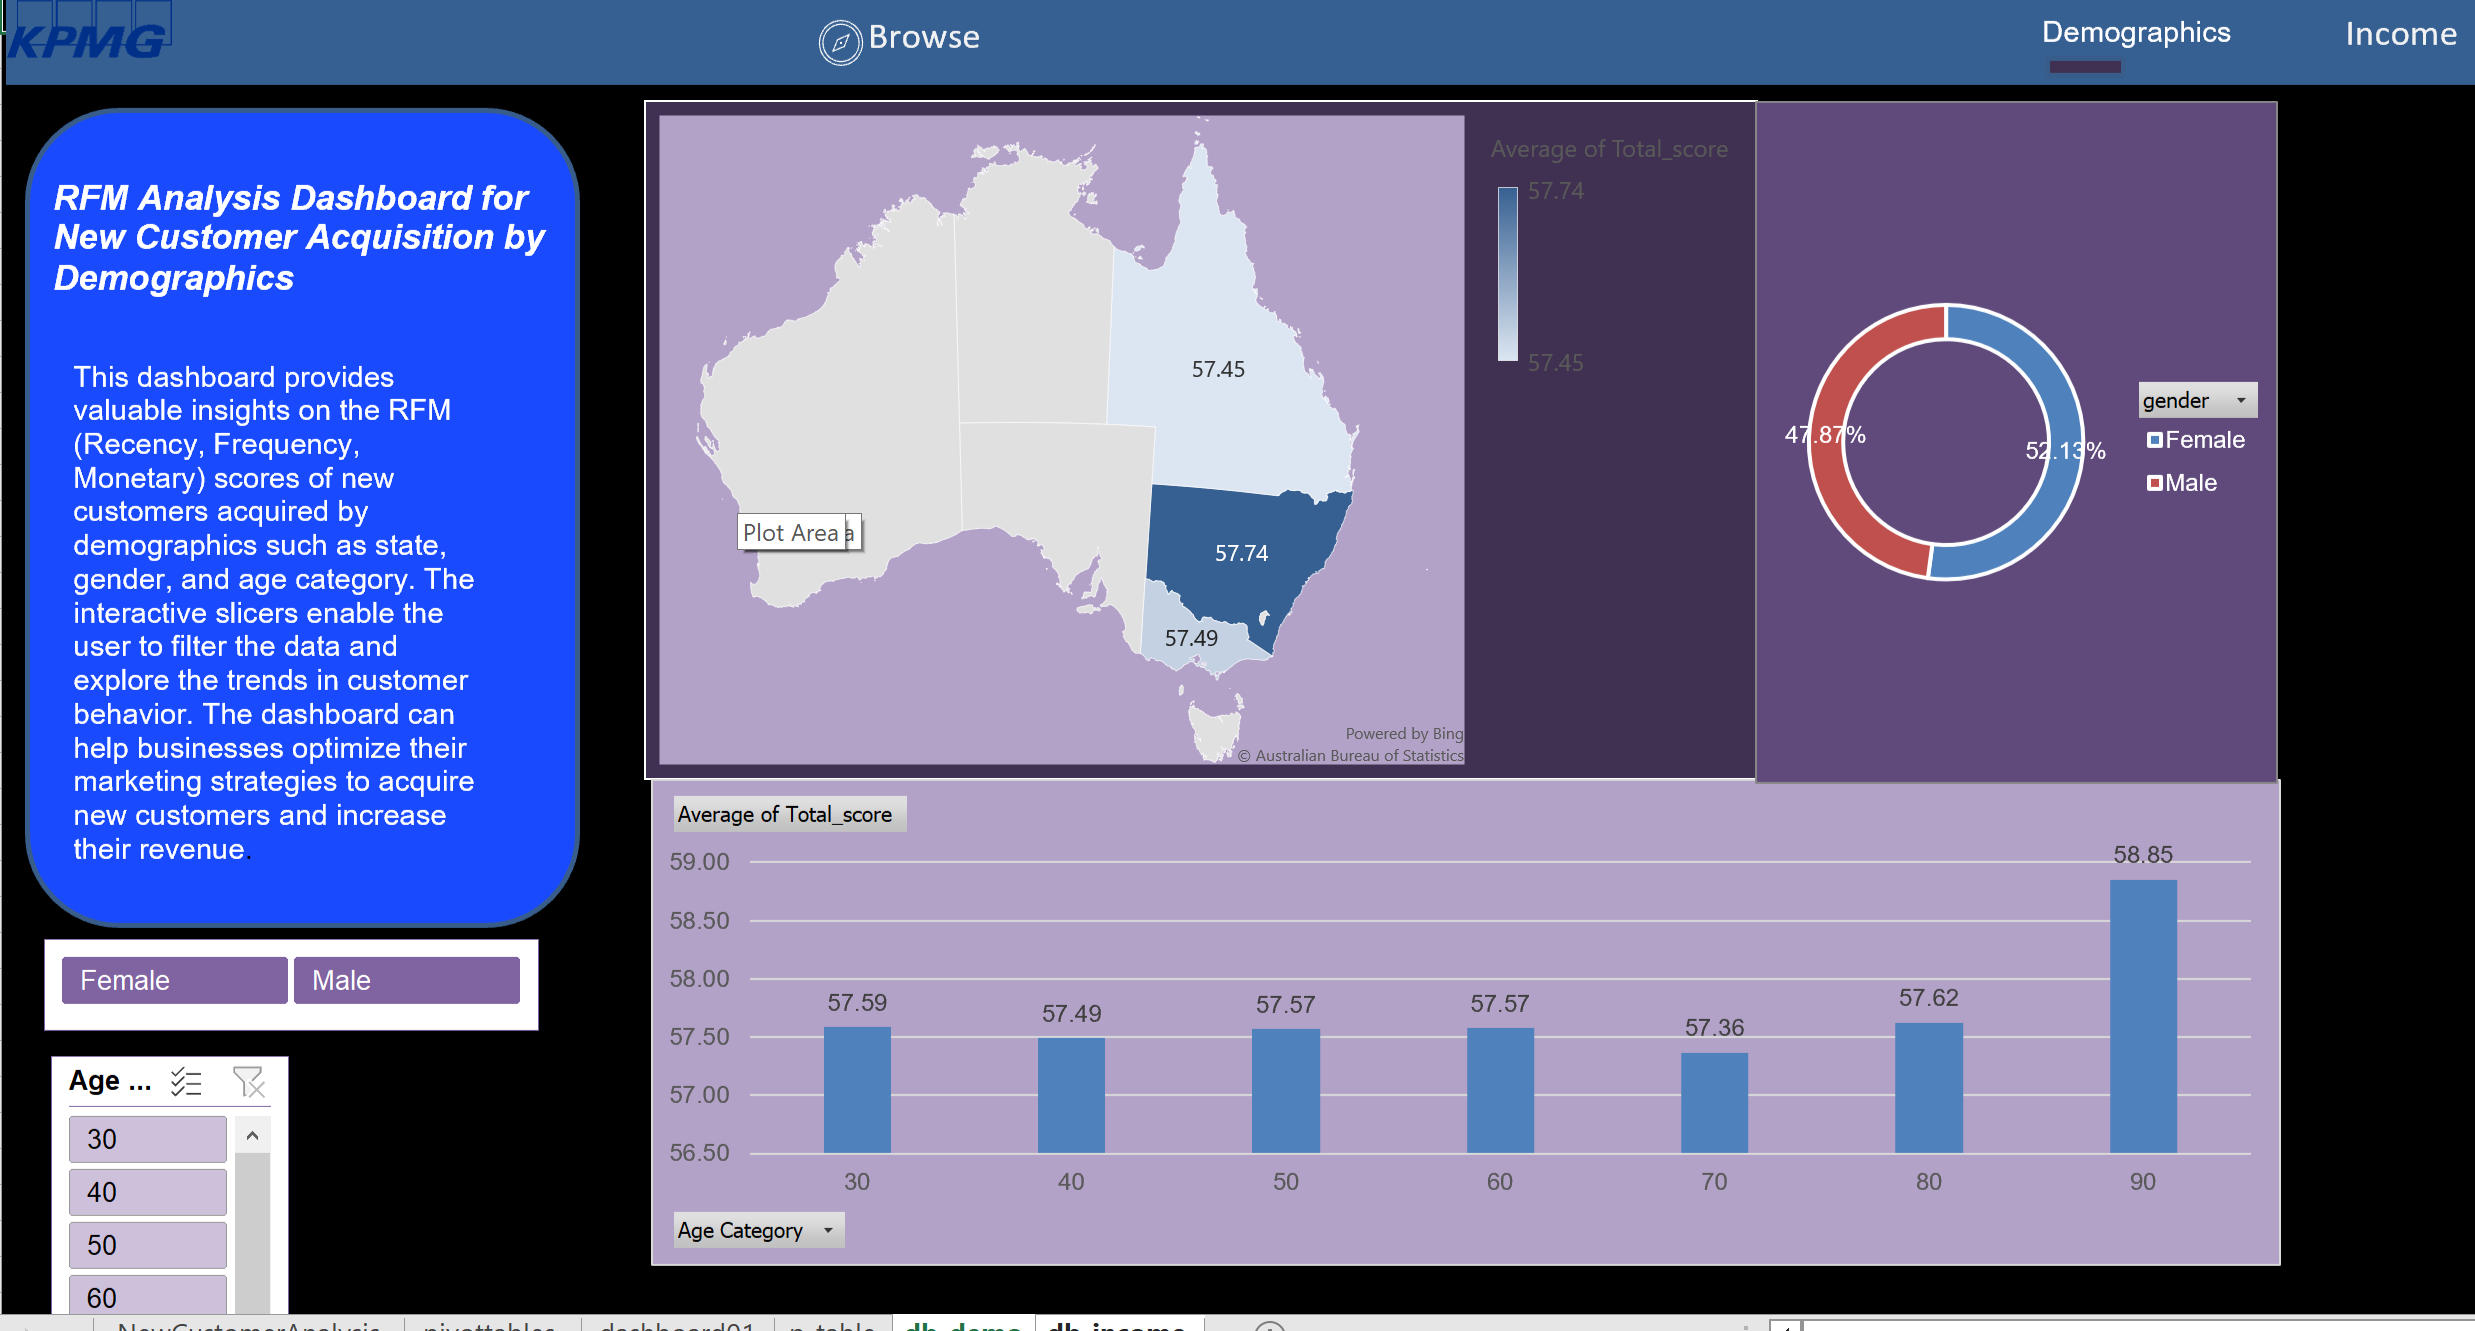 KPMG
Browse
Demographics
Income
RFM Analysis Dashboard for
New Customer Acquisition by
Demographics
This dashboard provides
valuable insights on the RFM
(Recency, Frequency,
Monetary) scores of new
customers acquired by
demographics such as state,
gender, and age category. The
interactive slicers enable the
user to filter the data and
explore the trends in customer
behavior. The dashboard can
help businesses optimize their
marketing strategies to acquire
new customers and increase
their revenue.
Female
Male
Age ...
30
40
50
60
57.45
57.74
57.49
Plot Area
a
Powered by Bing
© Australian Bureau of Statistics
Average of Total_score
57.74
57.45
47.87%
52.13%
gender
Female
Male
Average of Total_score
59.00
58.50
58.00
57.50
57.00
56.50
57.59
57.49
57.57
57.57
57.36
57.62
58.85
30
40
50
60
70
80
90
Age Category
NewCustomerAnalysis
pivottables
dashboard01
p_table
db_demo
db_income